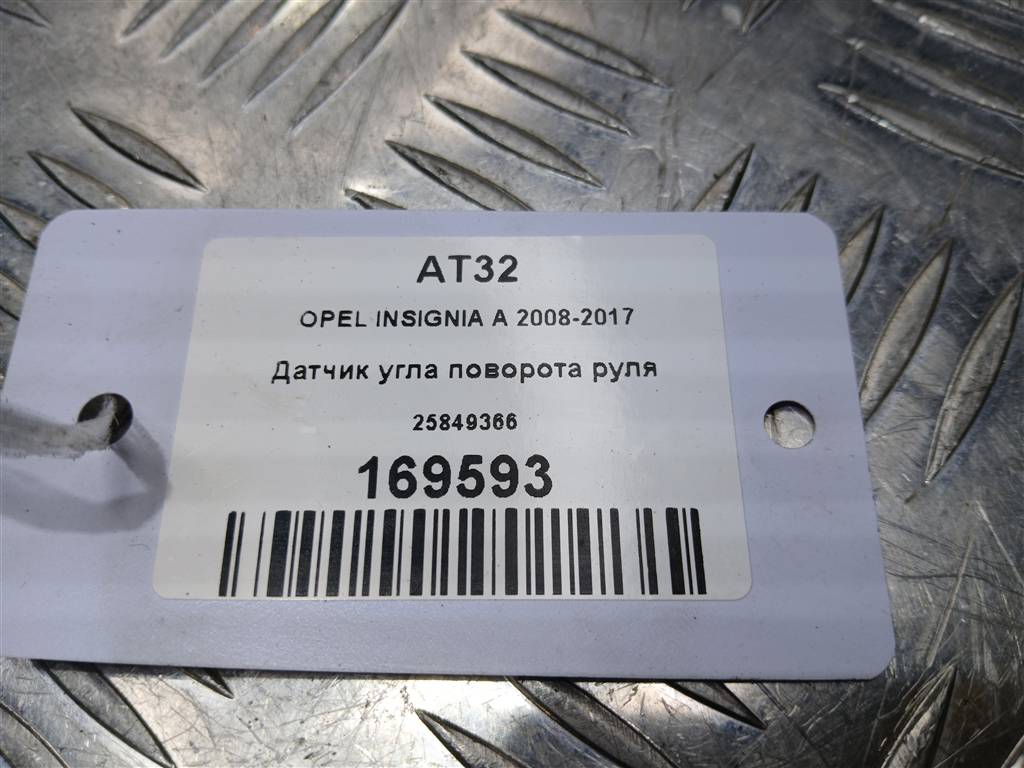 AT32
OPEL INSIGNIA A 2008-2017
Датчик угла поворота руля
25849366
169593